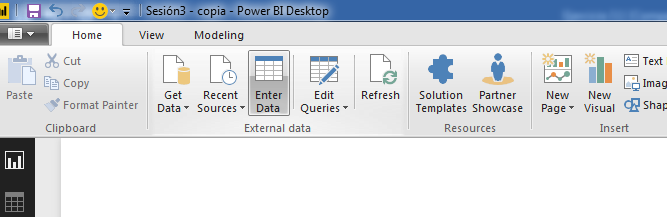 Sesión3 - copia - Power BI Desktop
Home View Modeling
Paste
Cut
Copy
Format Painter
Clipboard
Get Data
Recent Sources
Enter Data
Edit Queries
Refresh
External data
Solution Templates
Partner Showcase
Resources
New Page
New Visual
Text
Imag
Shap
Insert